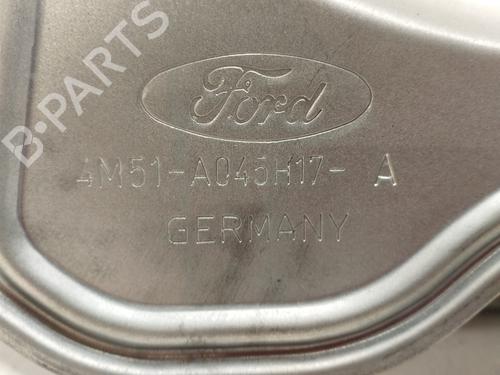 B-PARTS
Ford
4M51-A045H17- A
GERMANY